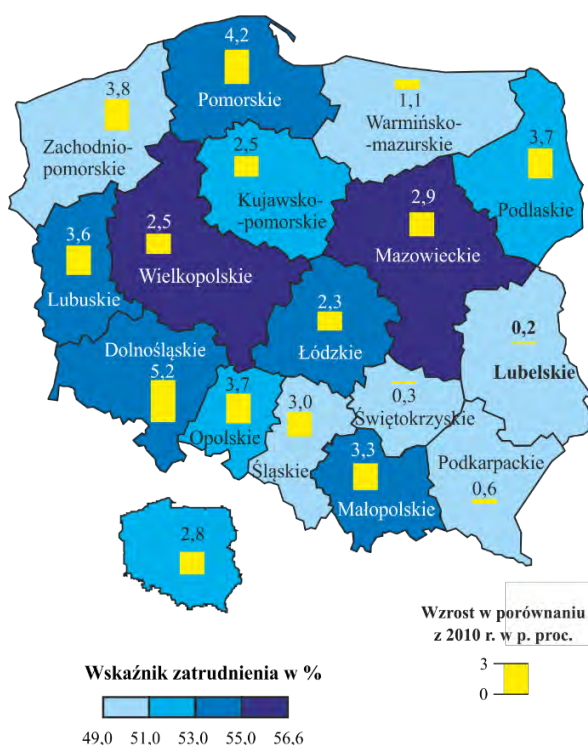 4,2
Pomorskie
3,8
Zachodnio-
pomorskie
1,1
Warmińsko-
-mazurskie
3,7
Podlaskie
2,5
Kujawsko-
-pomorskie
2,9
Mazowieckie
2,5
Wielkopolskie
3,6
Lubuskie
2,3
Łódzkie
0,2
Lubelskie
Dolnośląskie
5,2
3,7
Opolskie
3,0
Śląskie
0,3
Świętokrzyskie
3,3
Małopolskie
Podkarpackie
0,6
2,8
Wzrost w porównaniu
z 2010 r. w p. proc.
3
0
Wskaźnik zatrudnienia w %
49,0 51,0 53,0 55,0 56,6